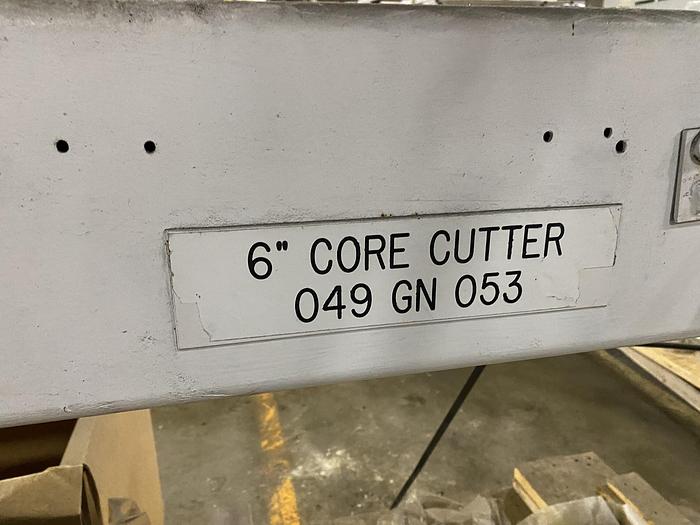 6" CORE CUTTER
049 GN 053